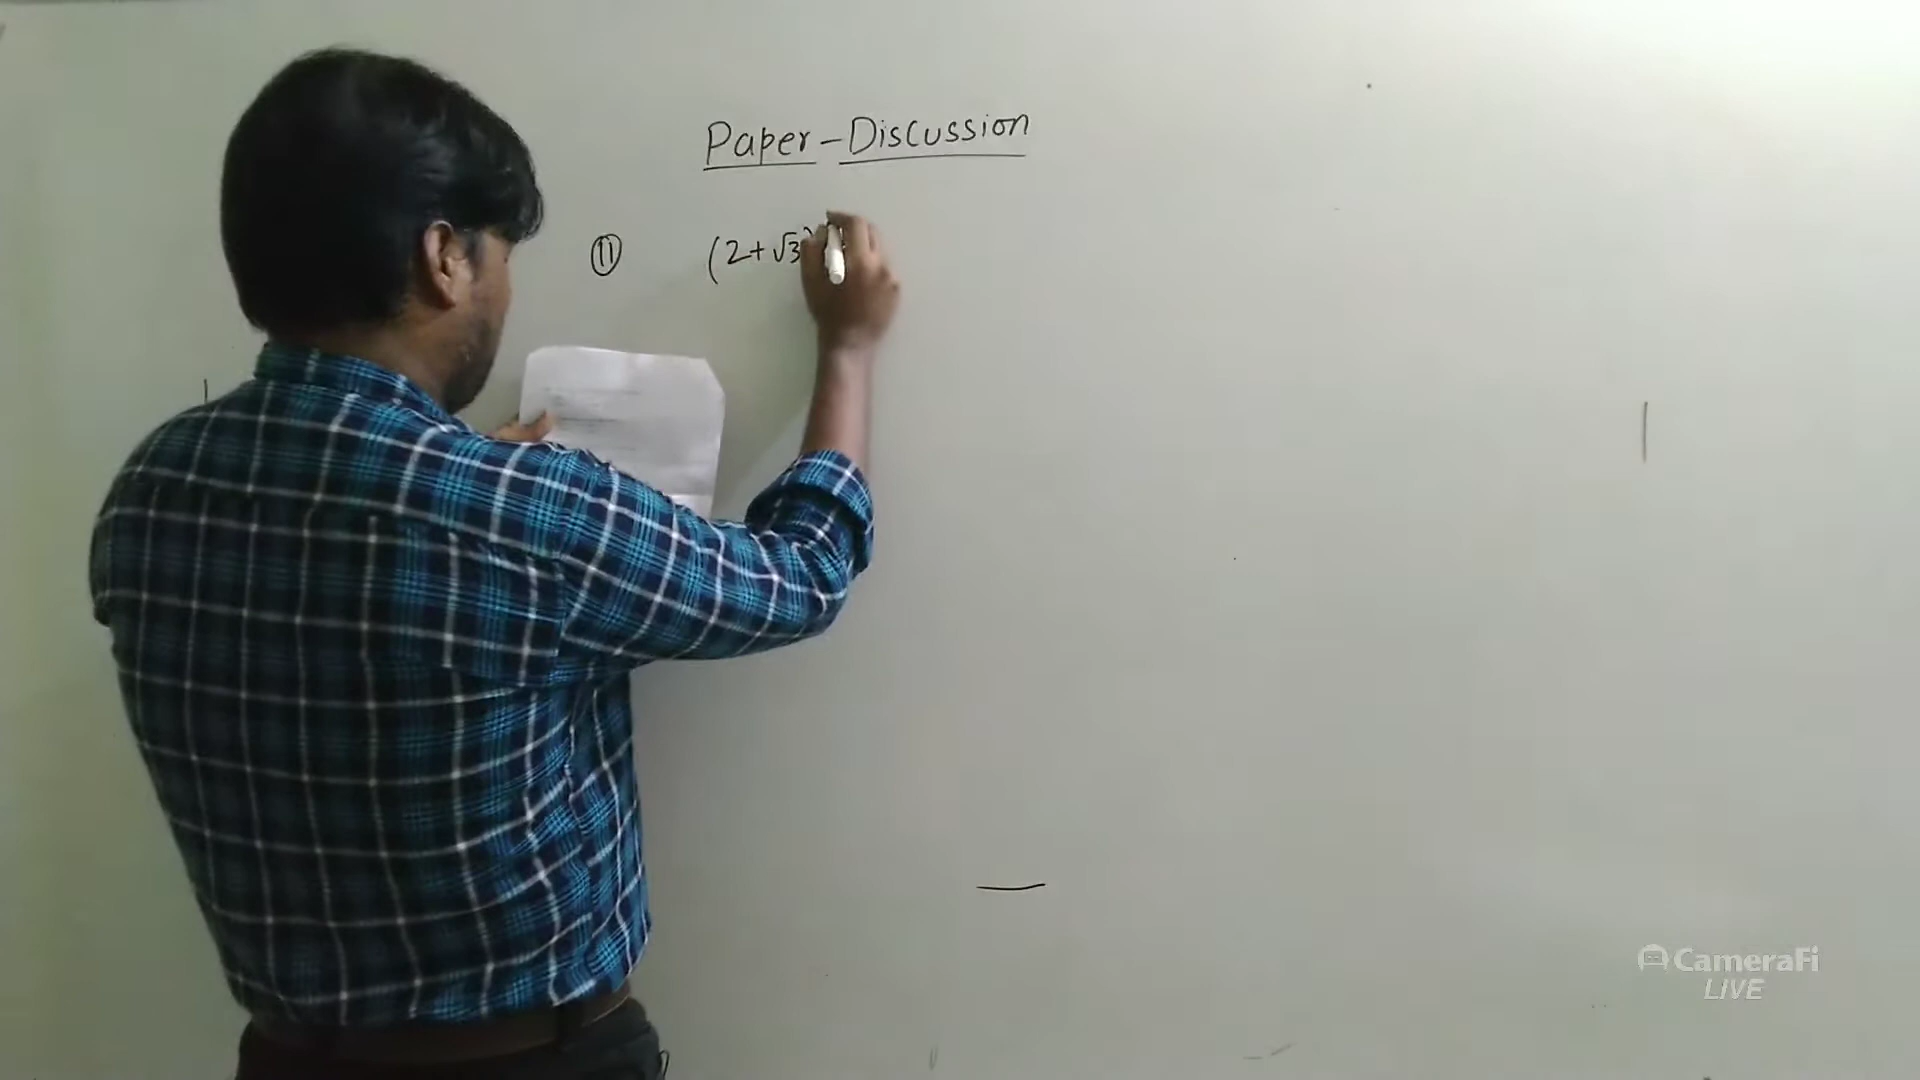 Paper-Discussion
⑪ (2+√3)
CameraFi
LIVE